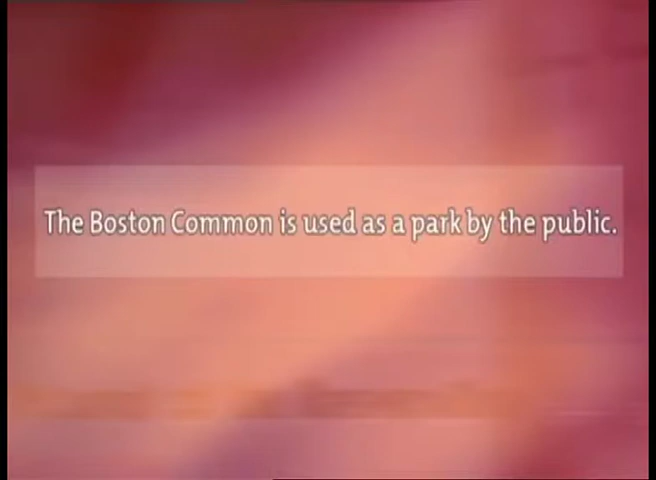 The Boston Common is used as a park by the public.